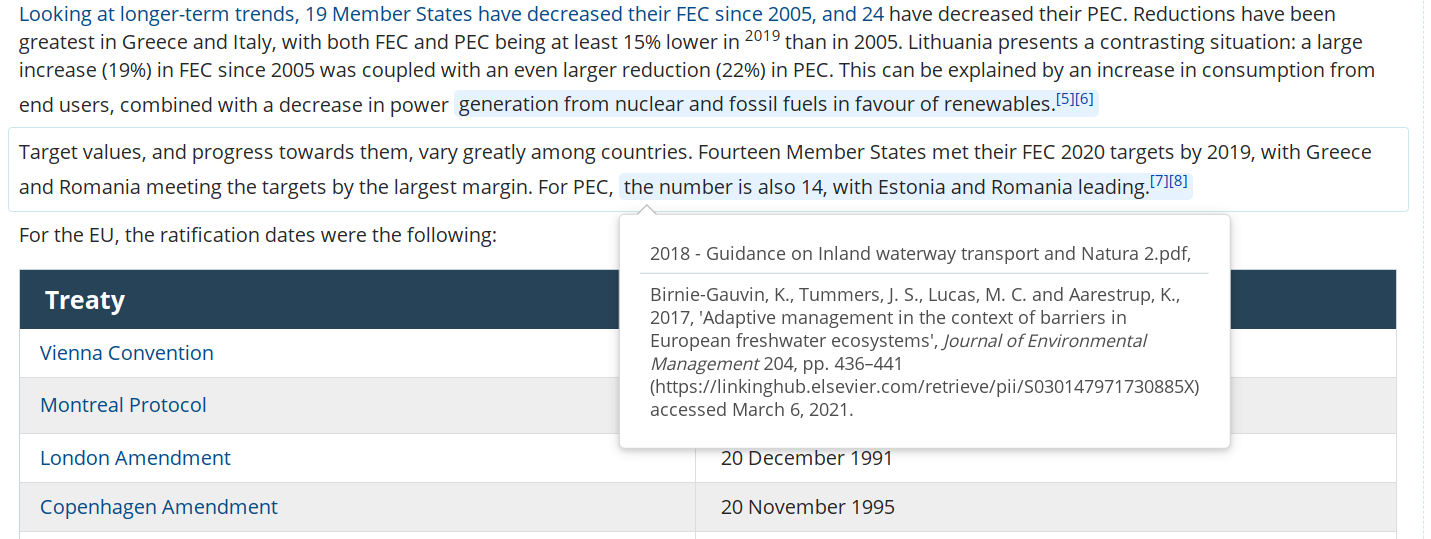 Looking at longer-term trends, 19 Member States have decreased their FEC since 2005, and 24 have decreased their PEC. Reductions have been
greatest in Greece and Italy, with both FEC and PEC being at least 15% lower in 2019 than in 2005. Lithuania presents a contrasting situation: a large
increase (19%) in FEC since 2005 was coupled with an even larger reduction (22%) in PEC. This can be explained by an increase in consumption from
end users, combined with a decrease in power generation from nuclear and fossil fuels in favour of renewables.[5][6]
Target values, and progress towards them, vary greatly among countries. Fourteen Member States met their FEC 2020 targets by 2019, with Greece
and Romania meeting the targets by the largest margin. For PEC, the number is also 14, with Estonia and Romania leading.[7][8]
For the EU, the ratification dates were the following:
2018 - Guidance on Inland waterway transport and Natura 2.pdf,
Birnie-Gauvin, K., Tummers, J. S., Lucas, M. C. and Aarestrup, K.,
2017, 'Adaptive management in the context of barriers in
European freshwater ecosystems', Journal of Environmental
Management 204, pp. 436–441
(https://linkinghub.elsevier.com/retrieve/pii/S030147971730885X)
accessed March 6, 2021.
Treaty
Vienna Convention
Montreal Protocol
London Amendment 20 December 1991
Copenhagen Amendment 20 November 1995